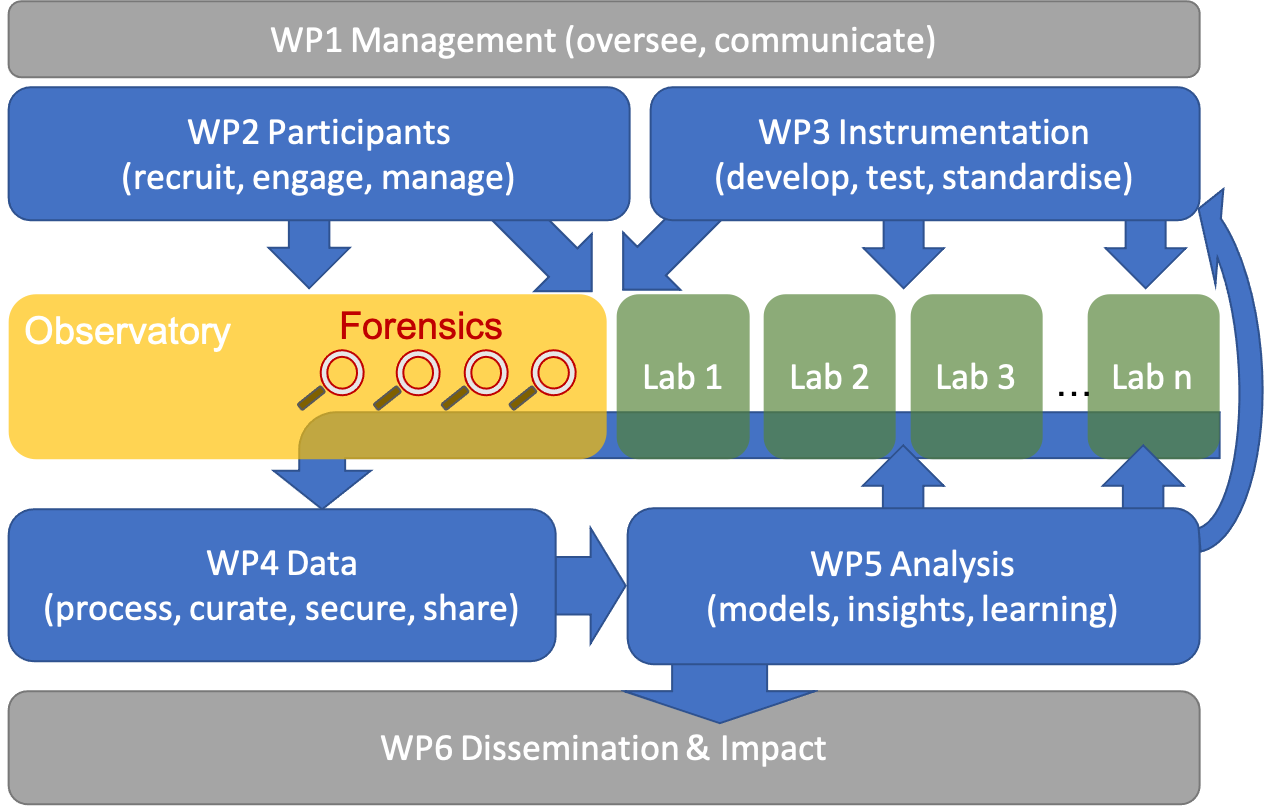 WP1 Management (oversee, communicate)
WP2 Participants
(recruit, engage, manage)
WP3 Instrumentation
(develop, test, standardise)
Observatory
Forensics
Lab 1
Lab 2
Lab 3
...
Lab n
WP4 Data
(process, curate, secure, share)
WP5 Analysis
(models, insights, learning)
WP6 Dissemination & Impact